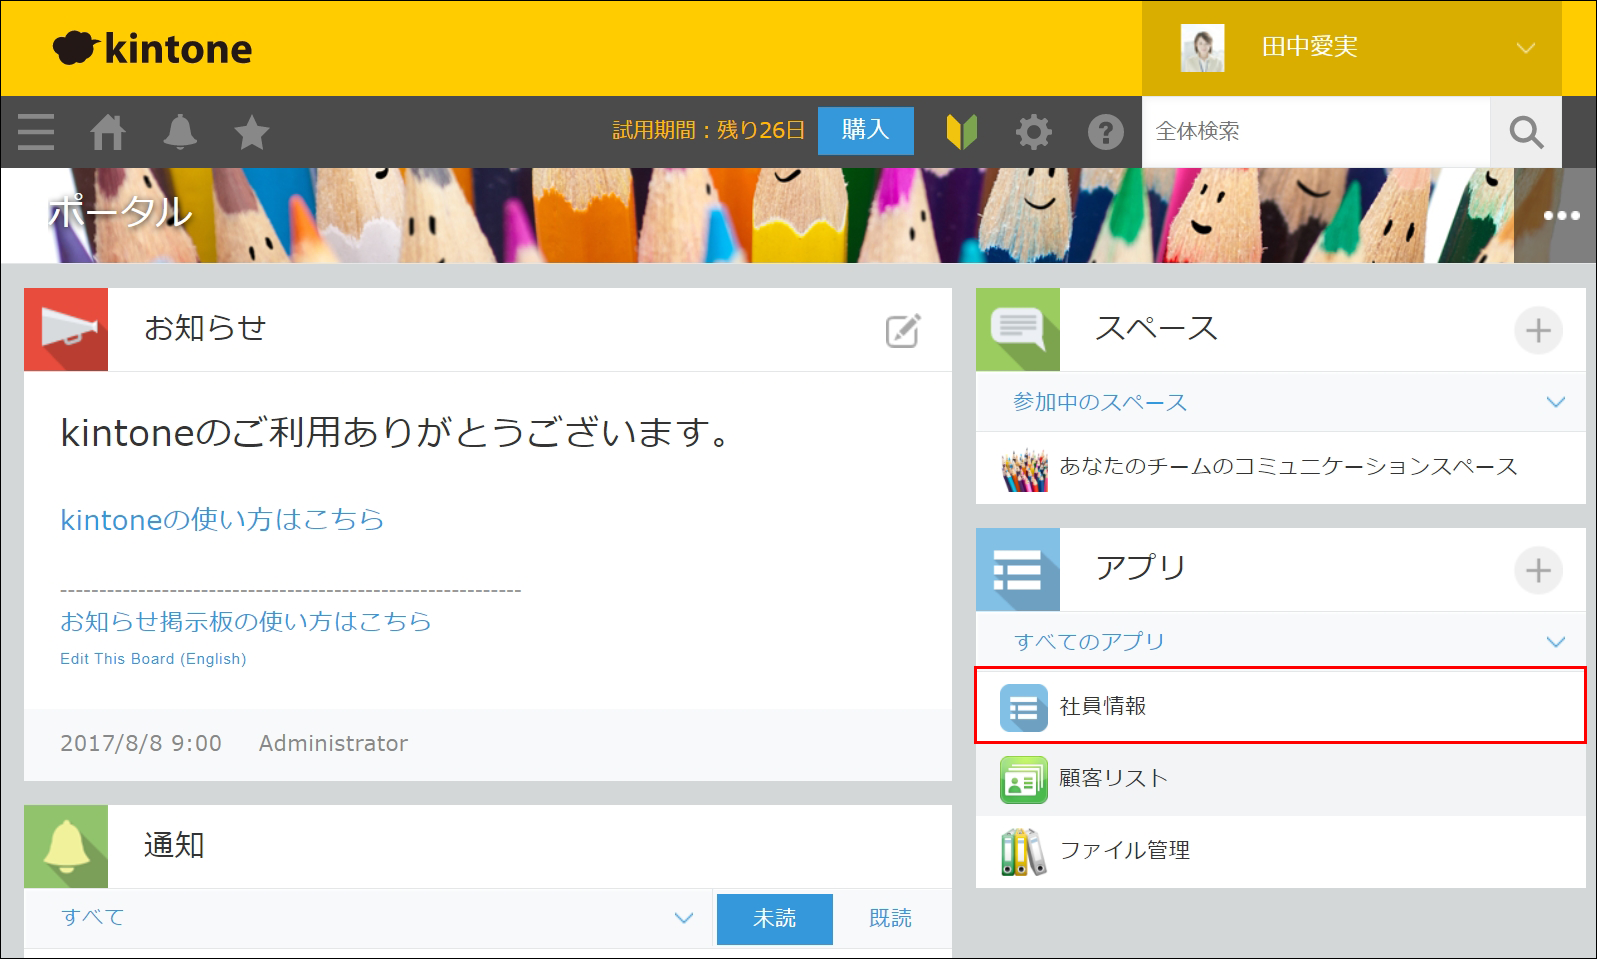 kintone
田中愛実
試用期間：残り26日
購入
全体検索
ポータル
お知らせ
kintoneのご利用ありがとうございます。
kintoneの使い方はこちら
-----------------------------------------------------------
お知らせ掲示板の使い方はこちら
Edit This Board (English)
2017/8/8 9:00 Administrator
通知
すべて
未読
既読
スペース
参加中のスペース
あなたのチームのコミュニケーションスペース
アプリ
すべてのアプリ
社員情報
顧客リスト
ファイル管理